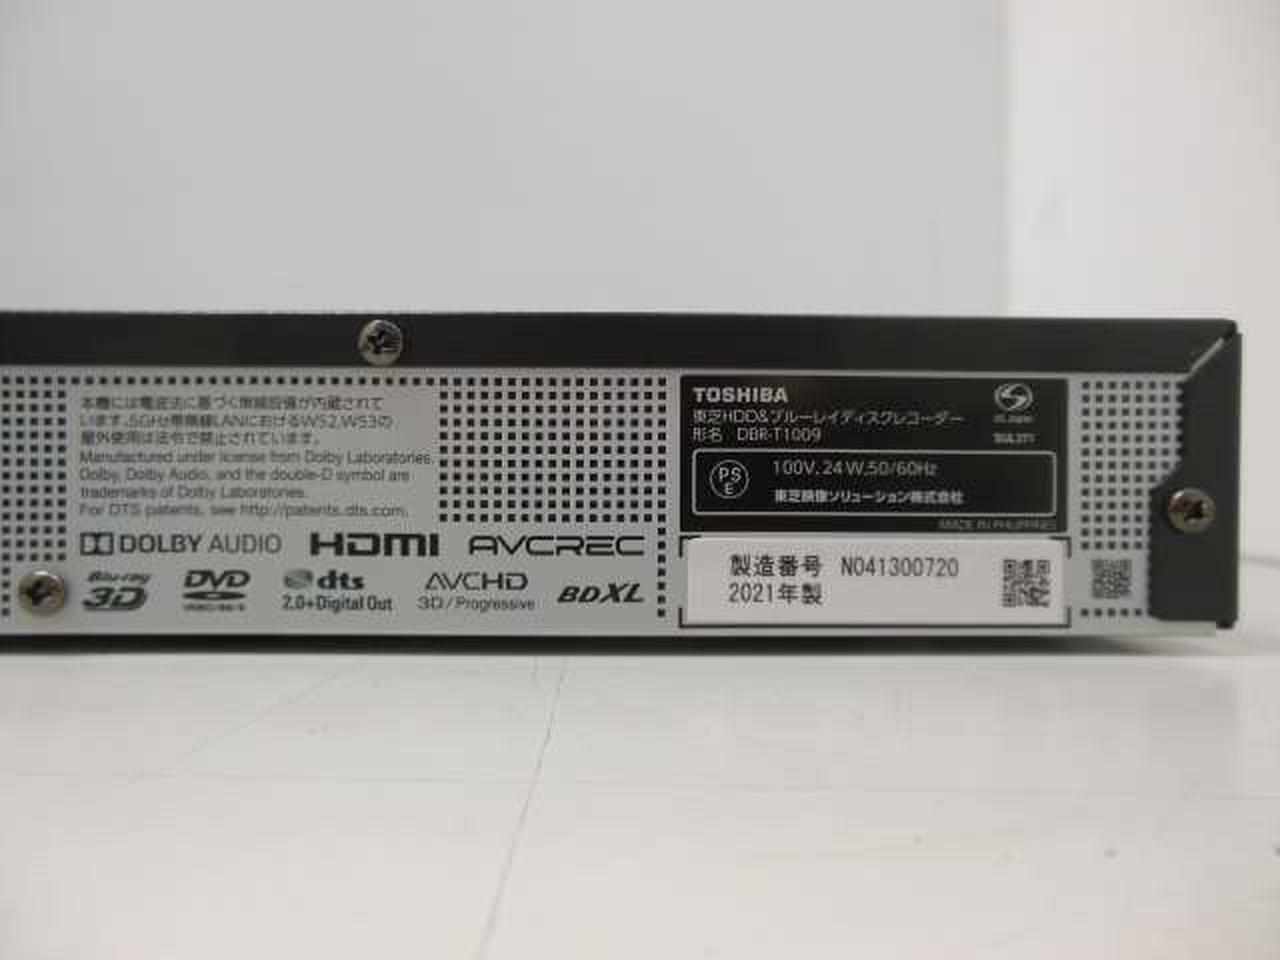 本機には電波法に基づく無線設備が内蔵されて
います。5GHz帯無線LANにおけるW52,W53の
屋外使用は法令で禁止されています。
Manufactured under license from Dolby Laboratories.
Dolby, Dolby Audio, and the double-D symbol are
trademarks of Dolby Laboratories.
For DTS patents, see http://patents.dts.com.
DOLBY AUDIO HDMI AVCREC
Blu-ray 3D
DVD
dts 2.0+Digital Out
AVCHD 3D/Progressive
BDXL
TOSHIBA
東芝HDD&ブルーレイディスクレコーダー
形名 DBR-T1009
PS E
100V, 24W, 50/60Hz
東芝映像ソリューション株式会社
MADE IN PHILIPPINES
製造番号 N041300720
2021年製